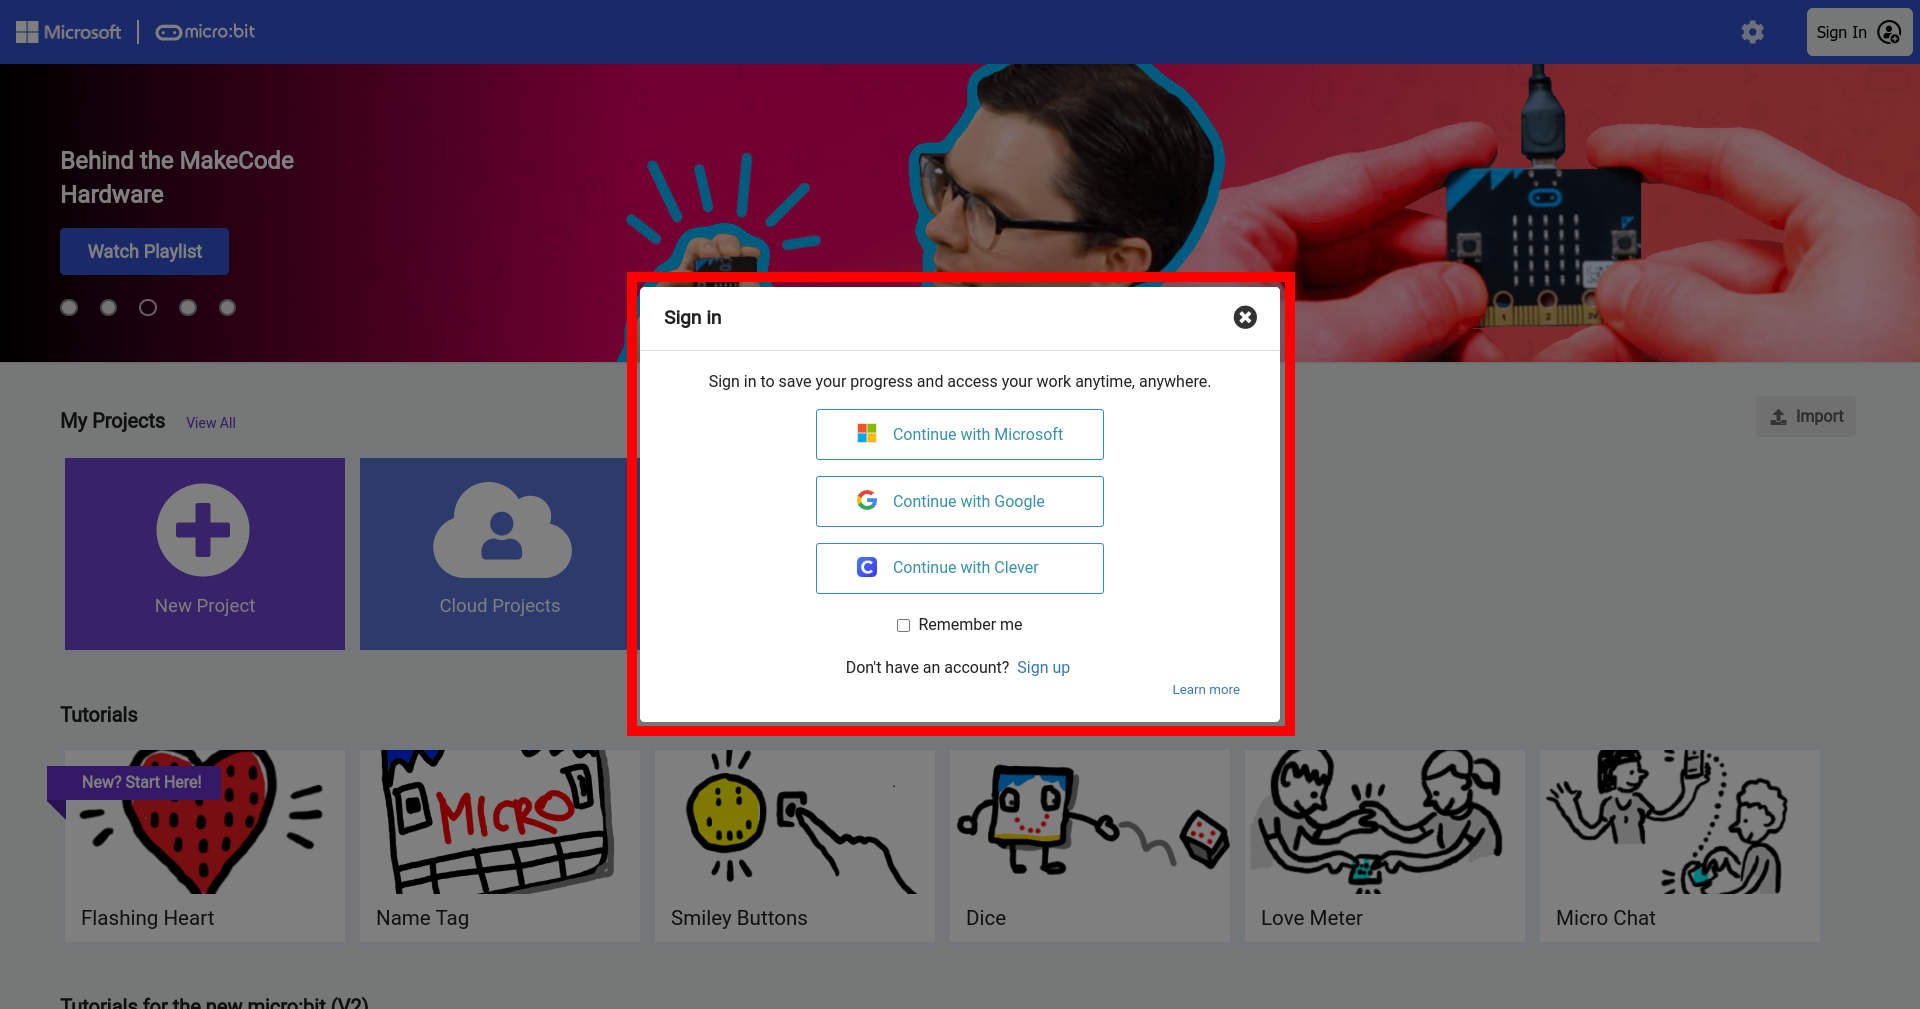 Microsoft
micro:bit
Sign In
Behind the MakeCode
Hardware
Watch Playlist
Sign in
Sign in to save your progress and access your work anytime, anywhere.
Continue with Microsoft
Continue with Google
Continue with Clever
Remember me
Don't have an account? Sign up
Learn more
My Projects View All
Import
New Project
Cloud Projects
Tutorials
New? Start Here!
MICRO
Flashing Heart
Name Tag
Smiley Buttons
Dice
Love Meter
Micro Chat
Tutorials for the new micro:bit (V2)